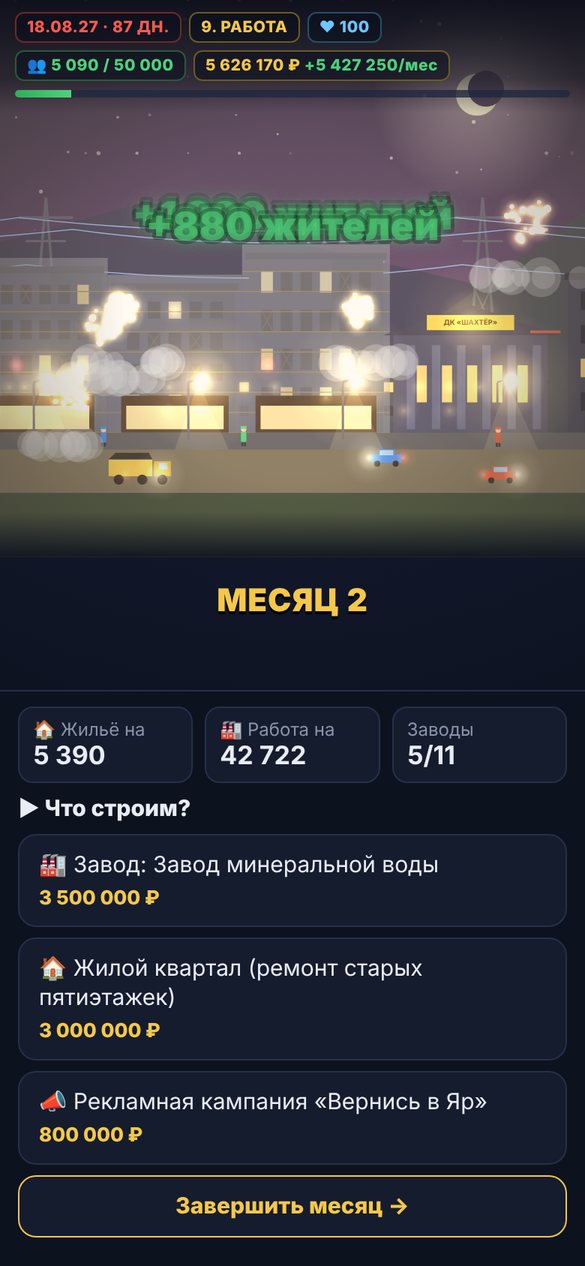 18.08.27 · 87 ДН.
9. РАБОТА
♥ 100
👥 5 090 / 50 000
5 626 170 ₽ +5 427 250/мес
+880 жителей
ДК «ШАХТЁР»
МЕСЯЦ 2
🏠 Жильё на
5 390
🏭 Работа на
42 722
Заводы
5/11
▶ Что строим?
🏭 Завод: Завод минеральной воды
3 500 000 ₽
🏠 Жилой квартал (ремонт старых
пятиэтажек)
3 000 000 ₽
📣 Рекламная кампания «Вернись в Яр»
800 000 ₽
Завершить месяц →